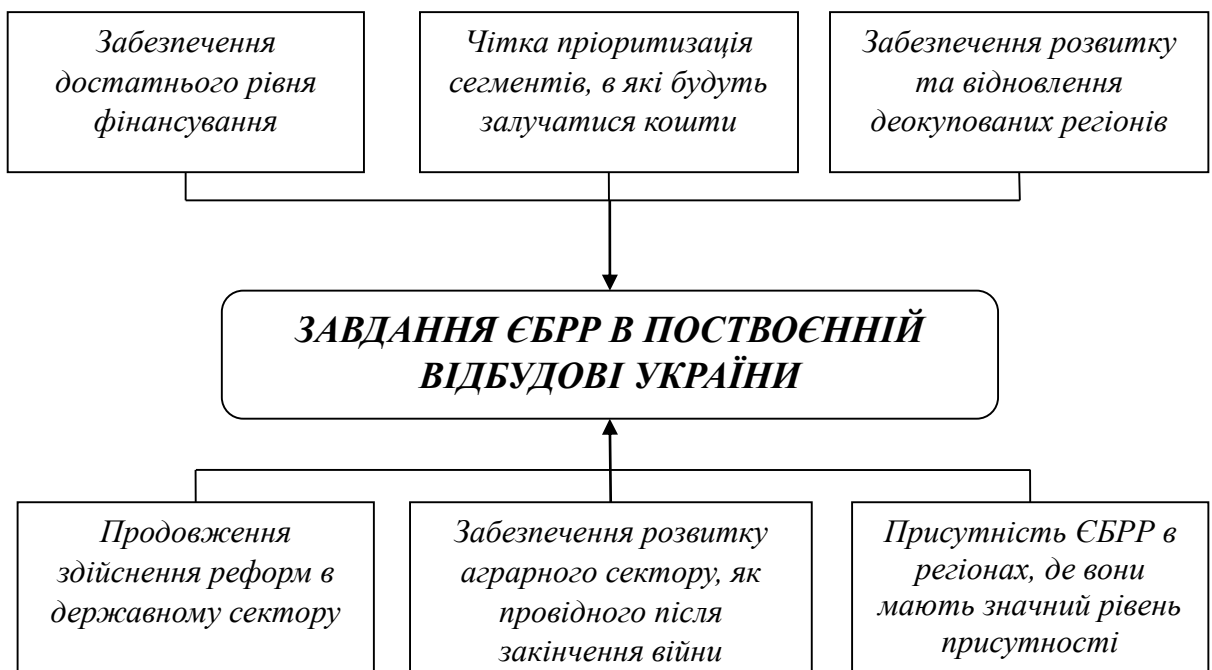 Забезпечення
достатнього рівня
фінансування
Чітка пріоритизація
сегментів, в які будуть
залучатися кошти
Забезпечення розвитку
та відновлення
деокупованих регіонів
ЗАВДАННЯ ЄБРР В ПОСТВОЄННІЙ
ВІДБУДОВІ УКРАЇНИ
Продовження
здійснення реформ в
державному сектору
Забезпечення розвитку
аграрного сектору, як
провідного після
закінчення війни
Присутність ЄБРР в
регіонах, де вони
мають значний рівень
присутності